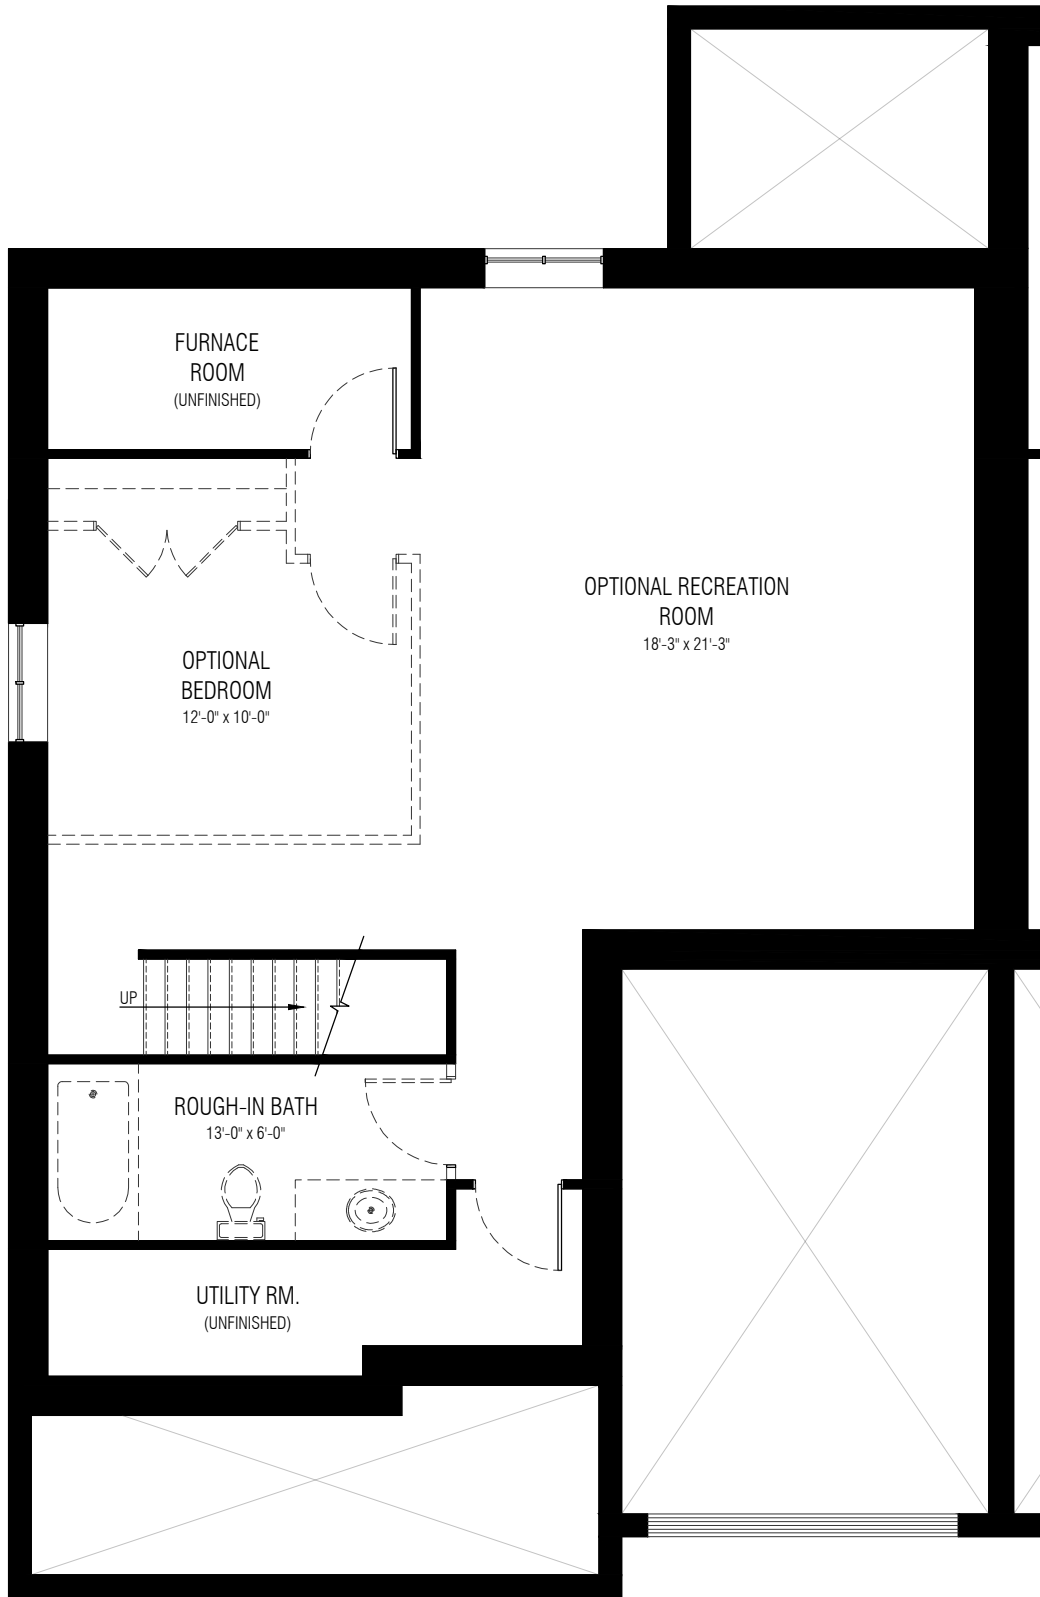 FURNACE
ROOM
(UNFINISHED)
OPTIONAL RECREATION
ROOM
18'-3" x 21'-3"
OPTIONAL
BEDROOM
12'-0" x 10'-0"
UP
ROUGH-IN BATH
13'-0" x 6'-0"
UTILITY RM.
(UNFINISHED)